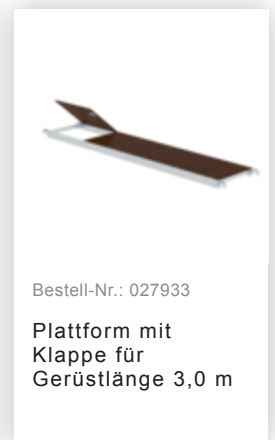 Bestell-Nr.: 027933
Plattform mit
Klappe für
Gerüstlänge 3,0 m